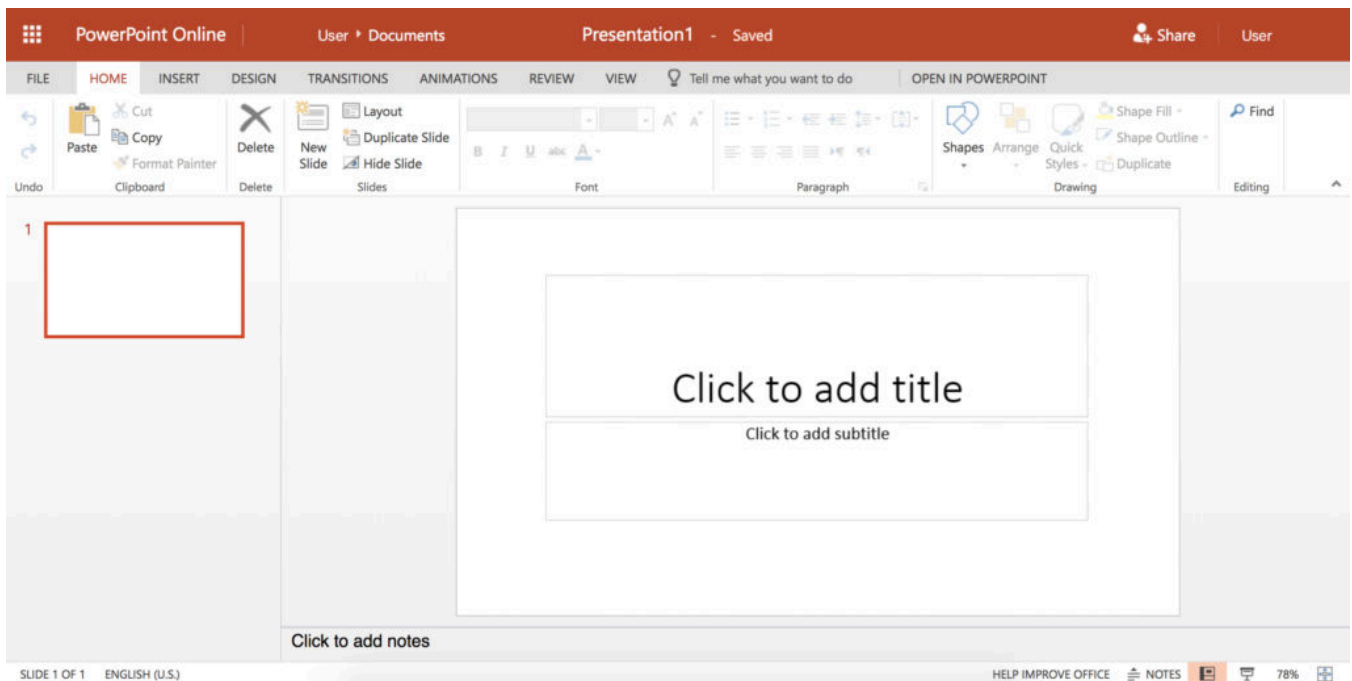 PowerPoint Online
User ▸ Documents
Presentation1 - Saved
Share
User
FILE HOME INSERT DESIGN TRANSITIONS ANIMATIONS REVIEW VIEW Tell me what you want to do OPEN IN POWERPOINT
Paste
Cut
Copy
Format Painter
Delete
New
Slide
Layout
Duplicate Slide
Hide Slide
B I U abc A
A A
Shapes
Arrange
Quick
Styles
Shape Fill
Shape Outline
Duplicate
Find
Undo Clipboard Delete Slides Font Paragraph Drawing Editing
1
Click to add title
Click to add subtitle
Click to add notes
SLIDE 1 OF 1 ENGLISH (U.S.) HELP IMPROVE OFFICE NOTES 78%